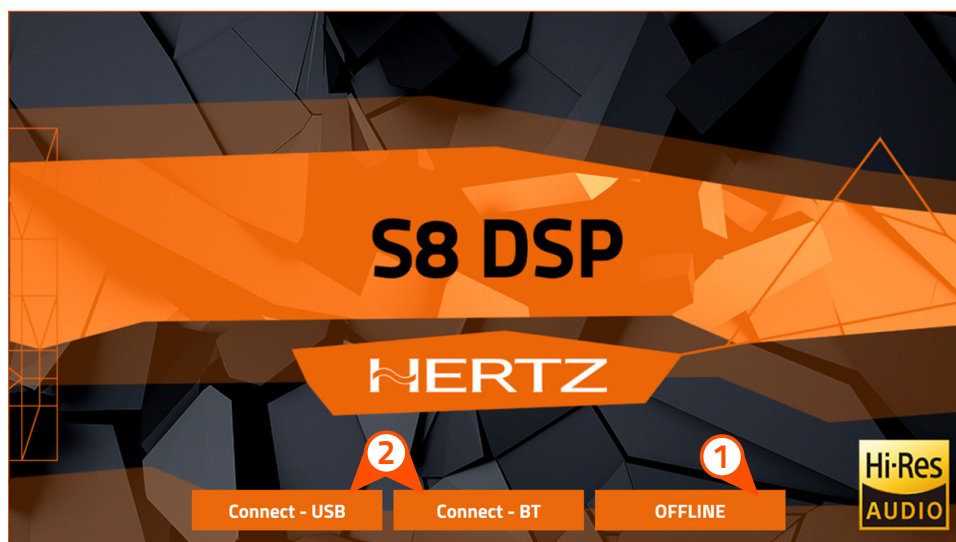 S8 DSP
HERTZ
2
1
Connect - USB
Connect - BT
OFFLINE
Hi-Res
AUDIO